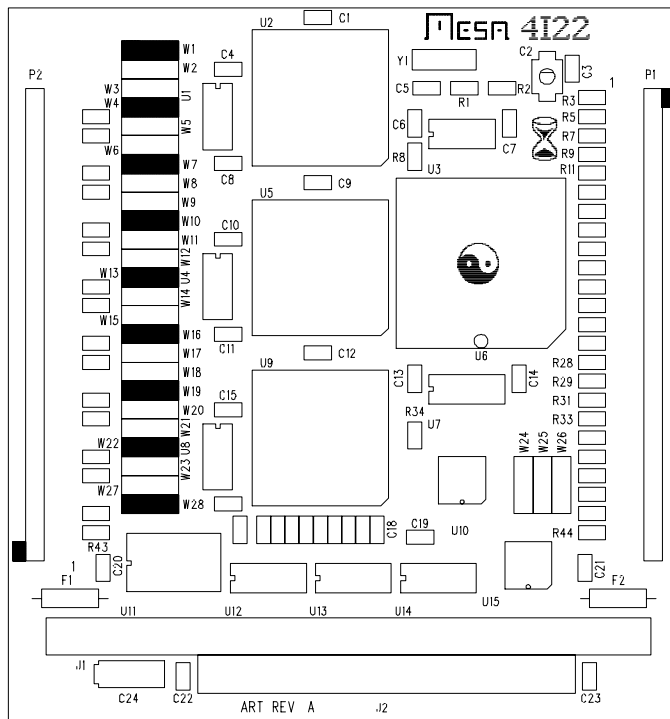 MESA 4I22
C1
U2
C2
C3
P2
P1
W1
W2
C4
Y1
W3
U1
C5
R1
R2
1
R3
W4
W5
C6
R5
R7
W6
C7
R9
W7
C8
R8
U3
R11
W8
C9
U5
W9
W10
C10
W11
W12
W13
U4
W14
W15
W16
C11
C12
U6
W17
U9
R28
W18
C13
C14
W19
C15
R29
W20
R34
R31
W21
U7
R33
W22
U8
W24
W25
W26
W23
W27
W28
C18
C19
U10
R44
R43
1
C20
C21
F1
U11
U12
U13
U14
U15
F2
J1
C24
C22
C23
ART REV A
J2